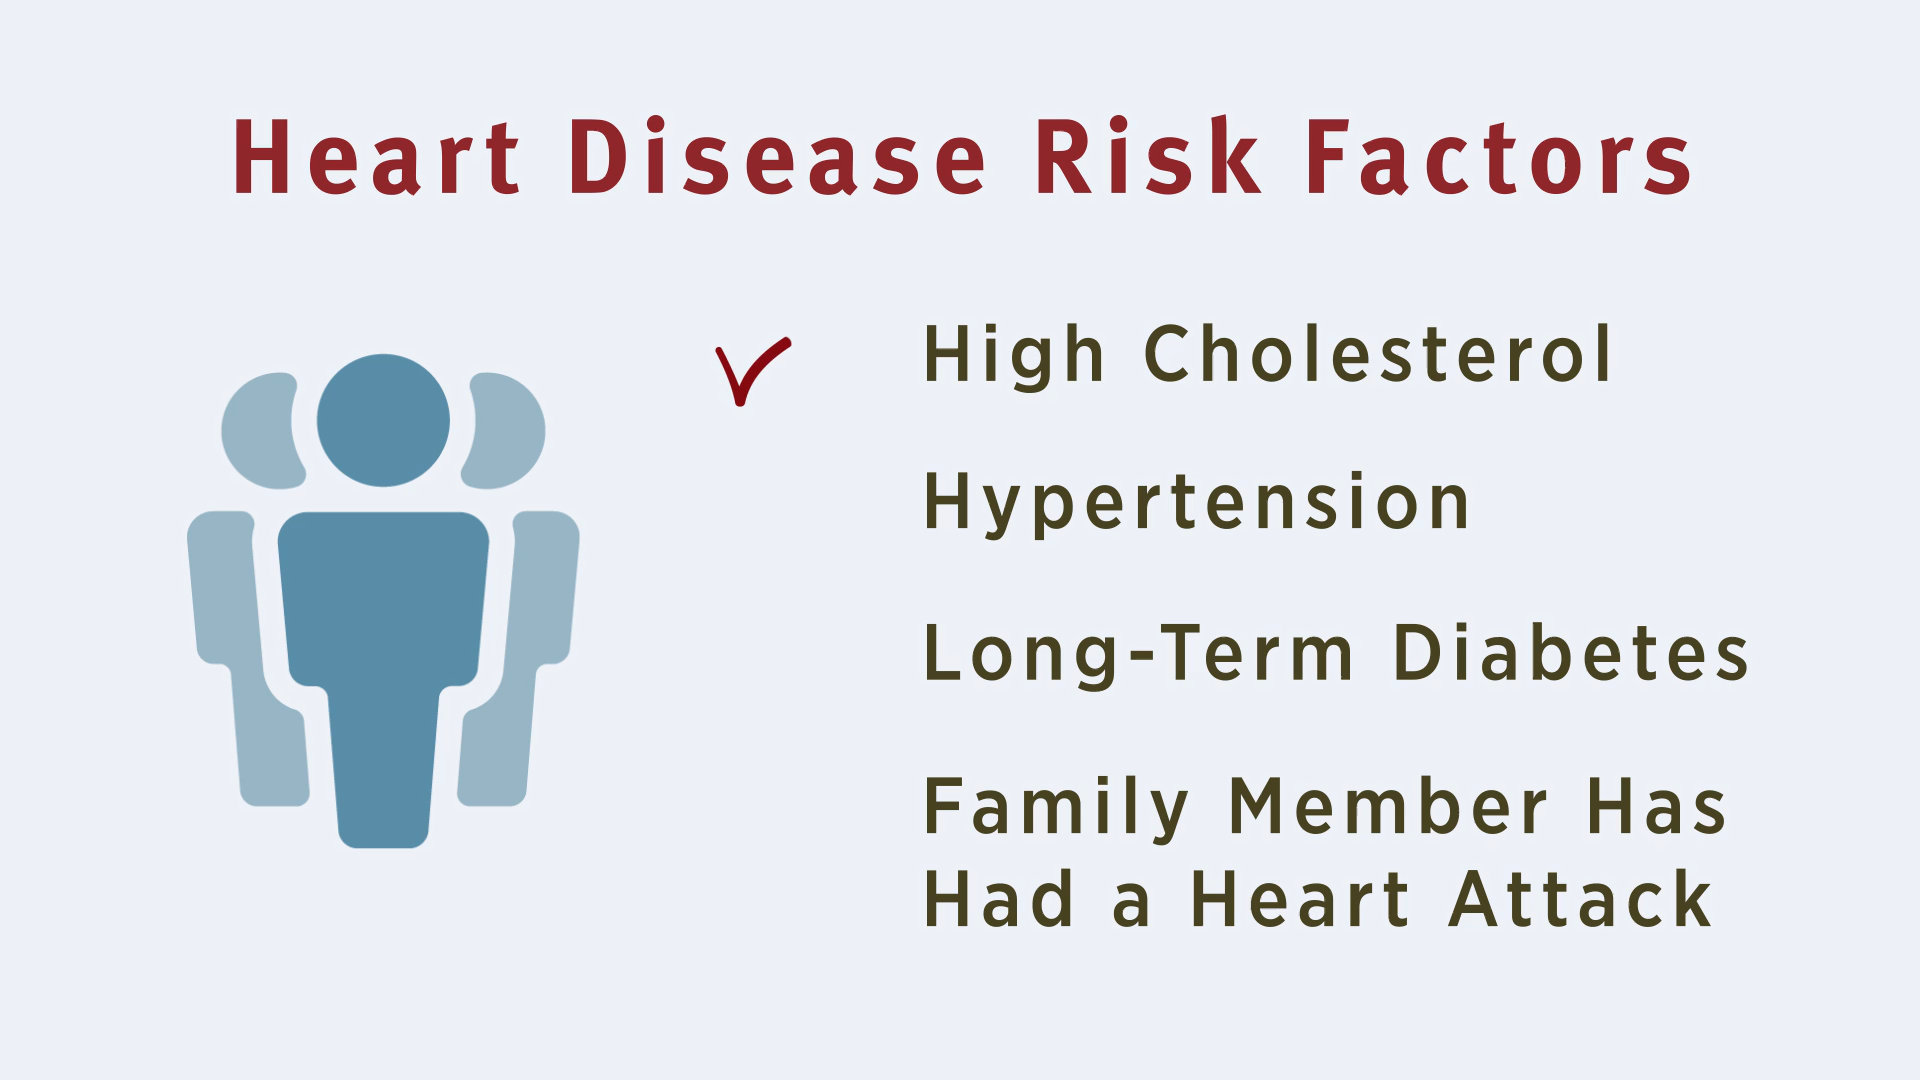 Heart Disease Risk Factors
High Cholesterol
Hypertension
Long-Term Diabetes
Family Member Has
Had a Heart Attack